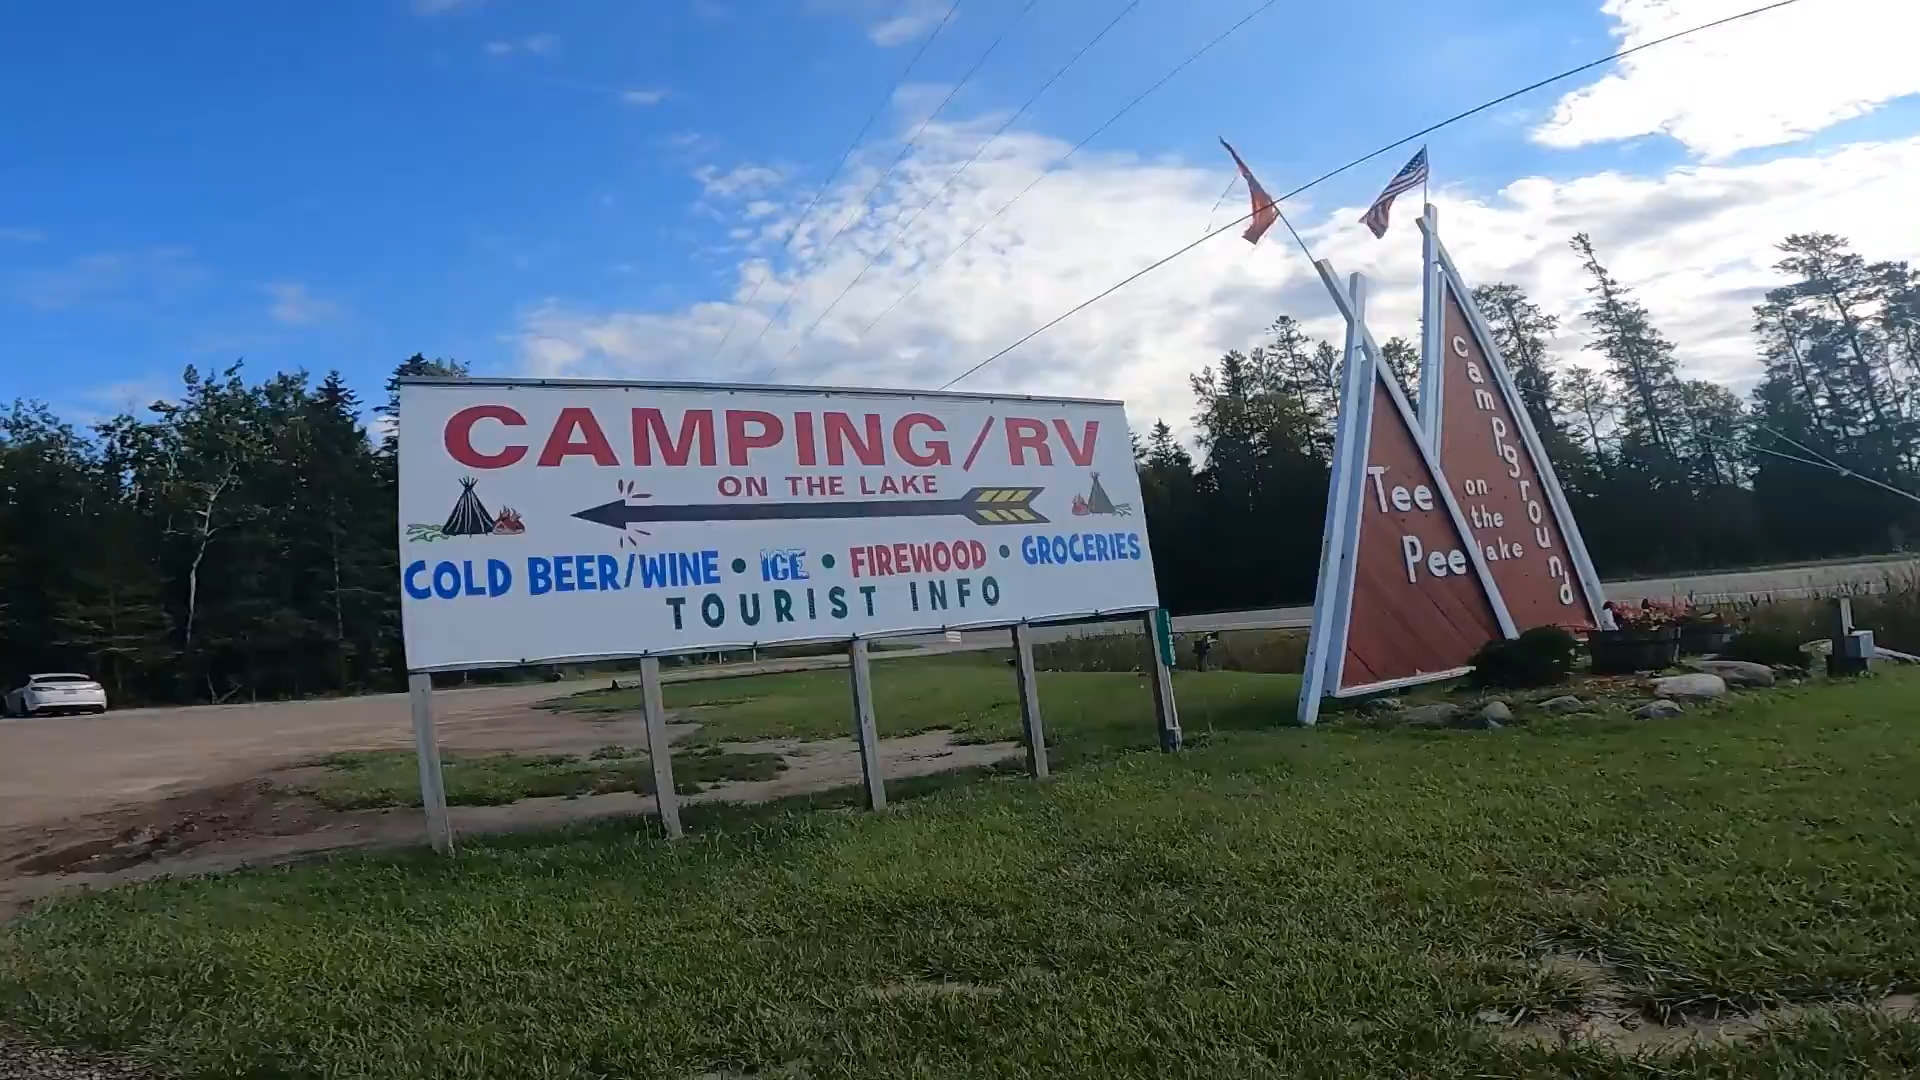 CAMPING/RV
ON THE LAKE
COLD BEER/WINE • ICE • FIREWOOD • GROCERIES
TOURIST INFO
Tee
Pee
on
the
lake
campground